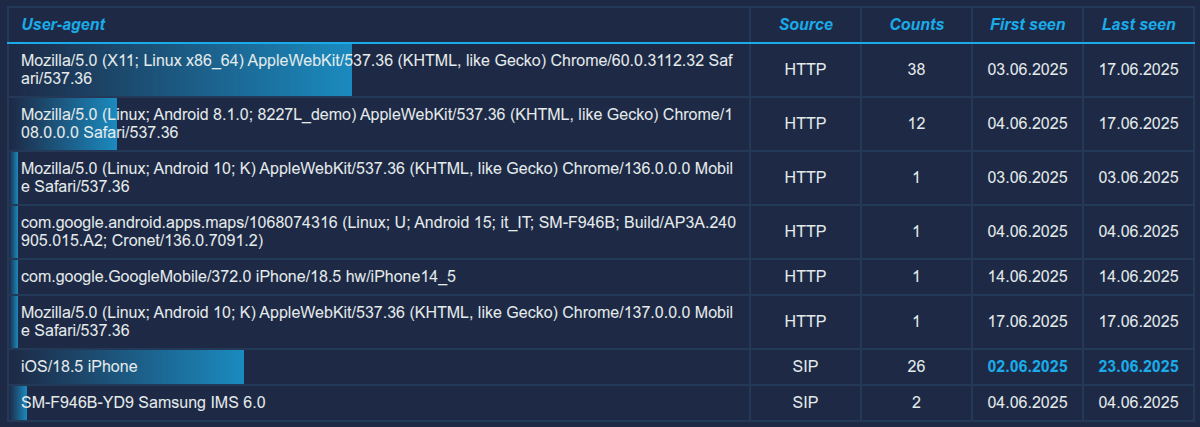 User-agent Source Counts First seen Last seen
Mozilla/5.0 (X11; Linux x86_64) AppleWebKit/537.36 (KHTML, like Gecko) Chrome/60.0.3112.32 Saf
ari/537.36
HTTP 38 03.06.2025 17.06.2025
Mozilla/5.0 (Linux; Android 8.1.0; 8227L_demo) AppleWebKit/537.36 (KHTML, like Gecko) Chrome/1
08.0.0.0 Safari/537.36
HTTP 12 04.06.2025 17.06.2025
Mozilla/5.0 (Linux; Android 10; K) AppleWebKit/537.36 (KHTML, like Gecko) Chrome/136.0.0.0 Mobil
e Safari/537.36
HTTP 1 03.06.2025 03.06.2025
com.google.android.apps.maps/1068074316 (Linux; U; Android 15; it_IT; SM-F946B; Build/AP3A.240
905.015.A2; Cronet/136.0.7091.2)
HTTP 1 04.06.2025 04.06.2025
com.google.GoogleMobile/372.0 iPhone/18.5 hw/iPhone14_5 HTTP 1 14.06.2025 14.06.2025
Mozilla/5.0 (Linux; Android 10; K) AppleWebKit/537.36 (KHTML, like Gecko) Chrome/137.0.0.0 Mobil
e Safari/537.36
HTTP 1 17.06.2025 17.06.2025
iOS/18.5 iPhone SIP 26 02.06.2025 23.06.2025
SM-F946B-YD9 Samsung IMS 6.0 SIP 2 04.06.2025 04.06.2025